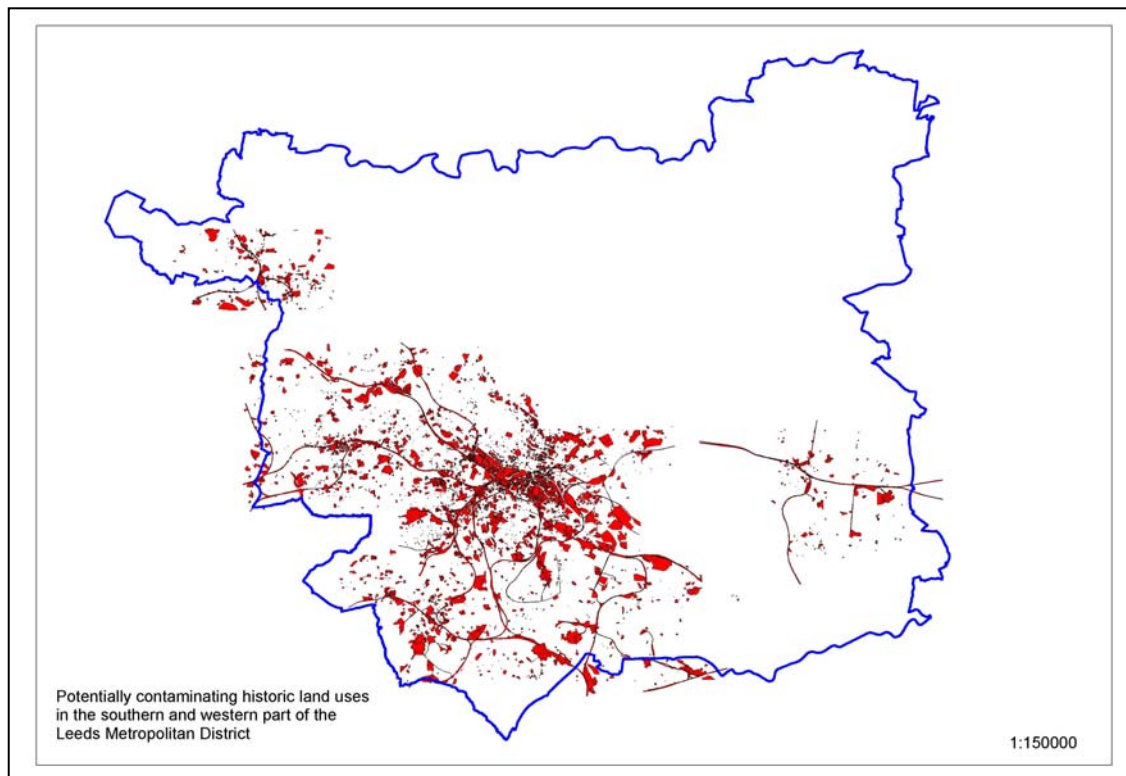 Potentially contaminating historic land uses
in the southern and western part of the
Leeds Metropolitan District
1:150000